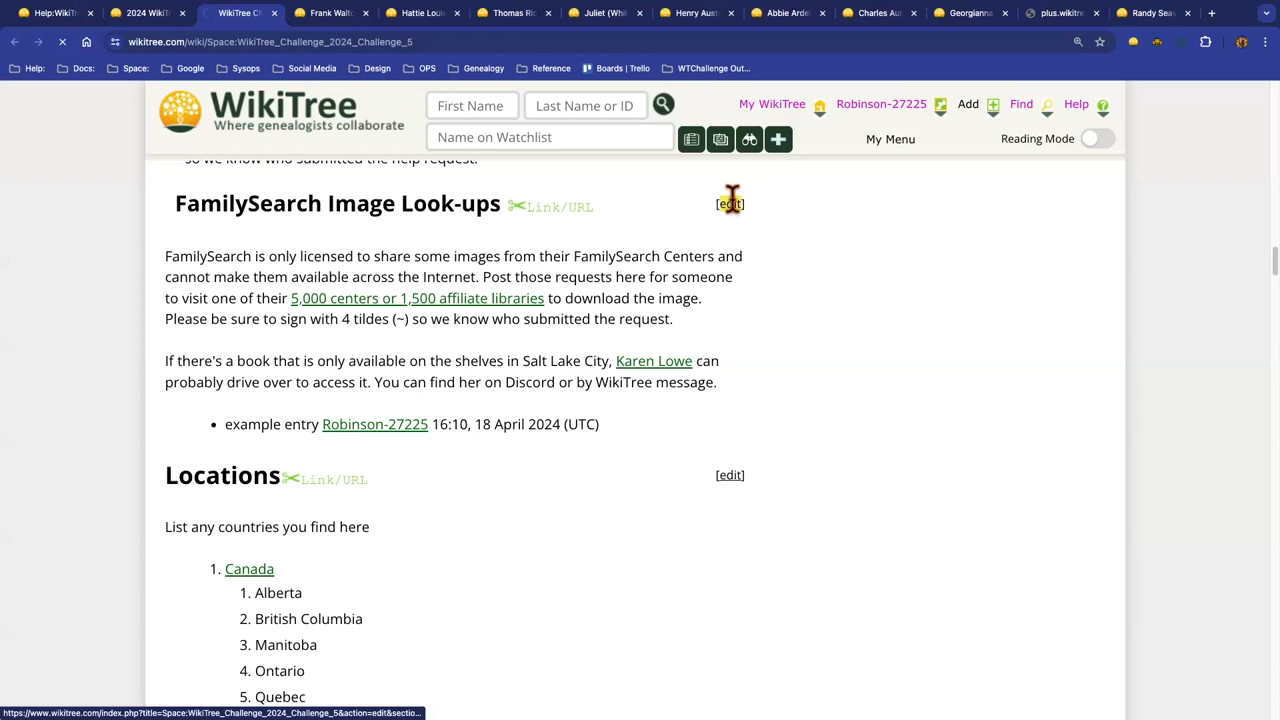 Help:WikiT
2024 WikiT
WikiTree C
Frank Walt
Hattie Loui
Thomas Ric
Juliet (Whi
Henry Aust
Abbie Arde
Charles Au
Georgianna
plus.wikitre
Randy Seav
wikitree.com/wiki/Space:WikiTree_Challenge_2024_Challenge_5
Help: Docs: Space: Google Sysops Social Media Design OPS Genealogy Reference Boards | Trello WTChallenge Out...
WikiTree
Where genealogists collaborate
First Name Last Name or ID
Name on Watchlist
My WikiTree Robinson-27225 Add Find Help
My Menu Reading Mode
so we know who submitted the help request.
FamilySearch Image Look-ups Link/URL [edit]
FamilySearch is only licensed to share some images from their FamilySearch Centers and
cannot make them available across the Internet. Post those requests here for someone
to visit one of their 5,000 centers or 1,500 affiliate libraries to download the image.
Please be sure to sign with 4 tildes (~) so we know who submitted the request.
If there's a book that is only available on the shelves in Salt Lake City, Karen Lowe can
probably drive over to access it. You can find her on Discord or by WikiTree message.
• example entry Robinson-27225 16:10, 18 April 2024 (UTC)
Locations Link/URL [edit]
List any countries you find here
1. Canada
1. Alberta
2. British Columbia
3. Manitoba
4. Ontario
5. Quebec
https://www.wikitree.com/index.php?title=Space:WikiTree_Challenge_2024_Challenge_5&action=edit&sectio...